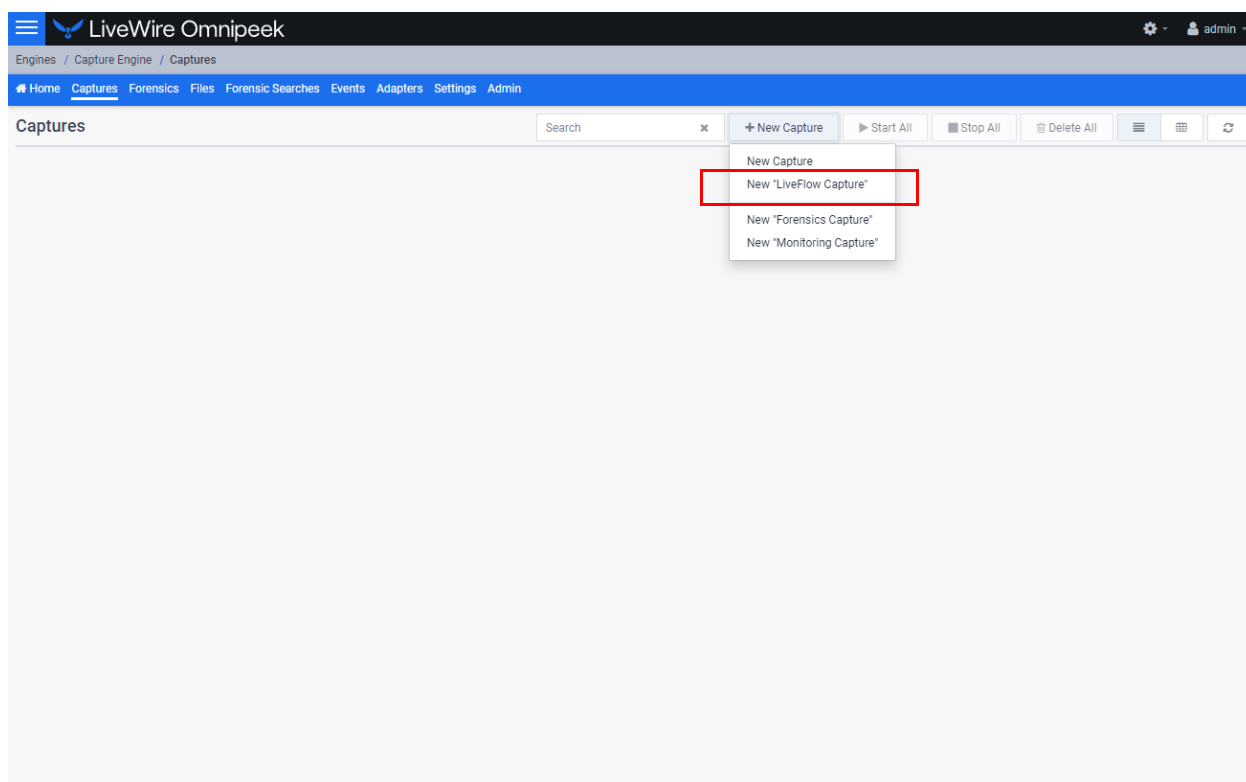 LiveWire Omnipeek
admin
Engines / Capture Engine / Captures
Home Captures Forensics Files Forensic Searches Events Adapters Settings Admin
Captures
Search
+ New Capture
Start All
Stop All
Delete All
New Capture
New "LiveFlow Capture"
New "Forensics Capture"
New "Monitoring Capture"